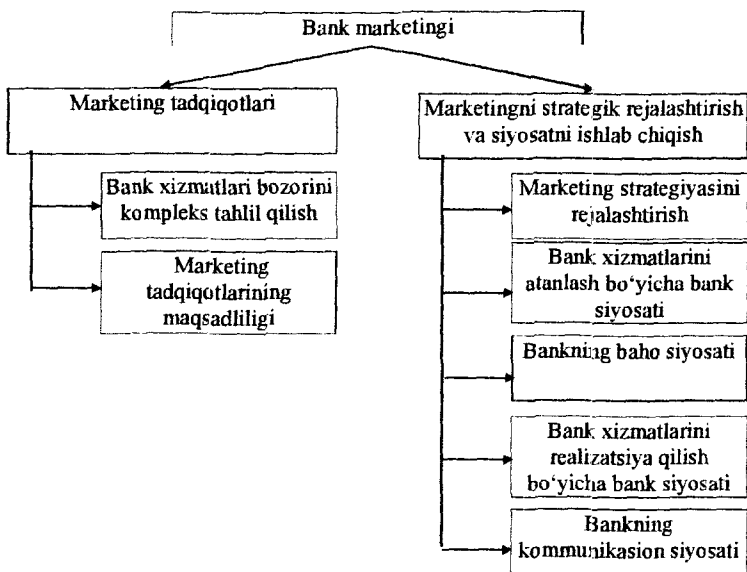 Bank marketingi
Marketing tadqiqotlari
Marketingni strategik rejalashtirish
va siyosatni ishlab chiqish
Bank xizmatlari bozorini
kompleks tahlil qilish
Marketing
tadqiqotlarining
maqsadliligi
Marketing strategiyasini
rejalashtirish
Bank xizmatlarini
atanlash bo‘yicha bank
siyosati
Bankning baho siyosati
Bank xizmatlarini
realizatsiya qilish
bo‘yicha bank siyosati
Bankning
kommunikasion siyosati